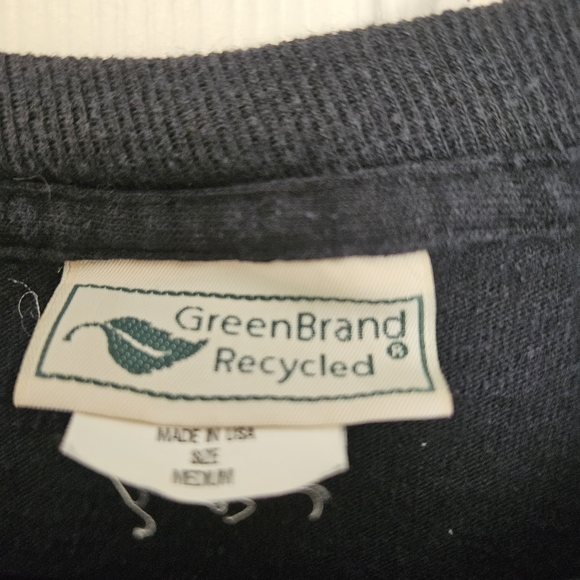 GreenBrand
Recycled ®
MADE IN USA
SIZE
MEDIUM